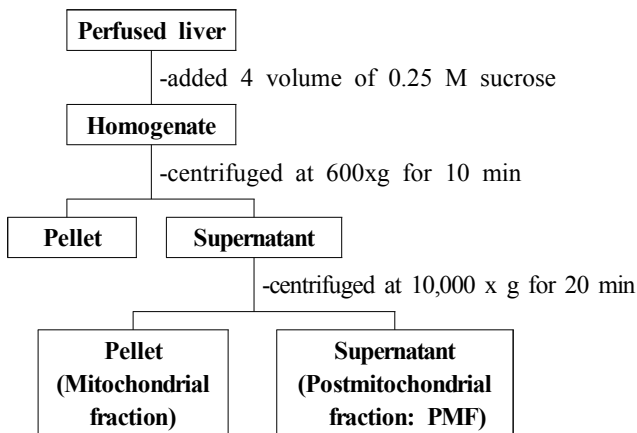 Perfused liver
-added 4 volume of 0.25 M sucrose
Homogenate
-centrifuged at 600xg for 10 min
Pellet
Supernatant
-centrifuged at 10,000 x g for 20 min
Pellet
(Mitochondrial
fraction)
Supernatant
(Postmitochondrial
fraction: PMF)